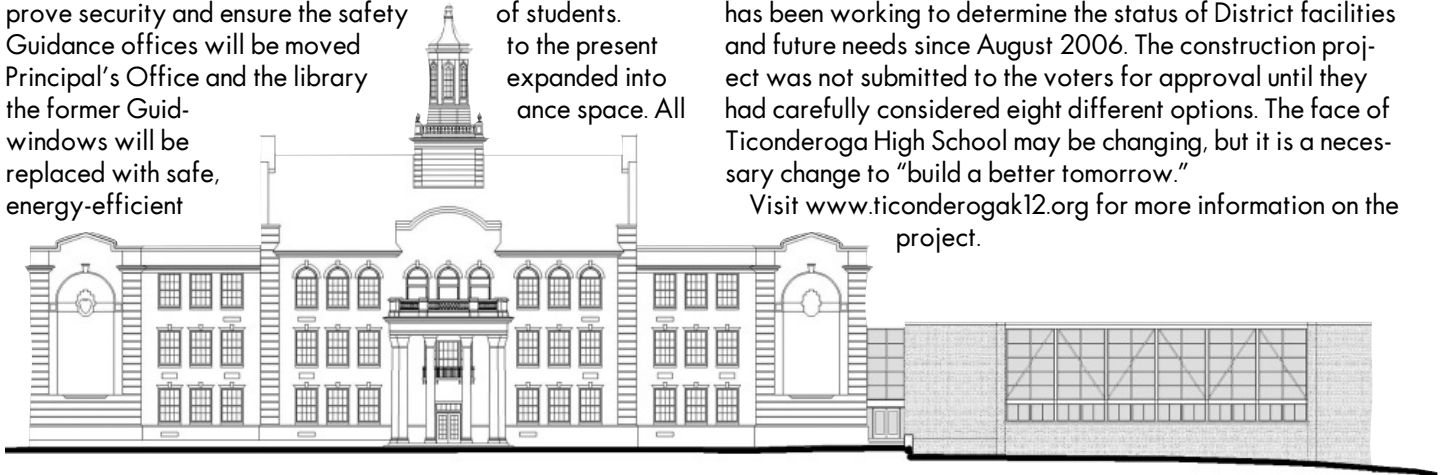 prove security and ensure the safety of students.
Guidance offices will be moved to the present
Principal's Office and the library expanded into
the former Guid- ance space. All
windows will be
replaced with safe,
energy-efficient
has been working to determine the status of District facilities
and future needs since August 2006. The construction proj-
ect was not submitted to the voters for approval until they
had carefully considered eight different options. The face of
Ticonderoga High School may be changing, but it is a neces-
sary change to “build a better tomorrow.”
Visit www.ticonderogak12.org for more information on the
project.